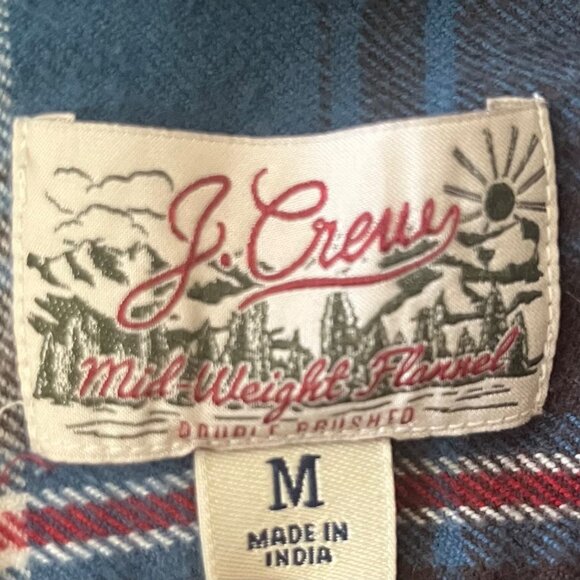 J. Crew
Mid-Weight Flannel
DOUBLE BRUSHED
M
MADE IN
INDIA